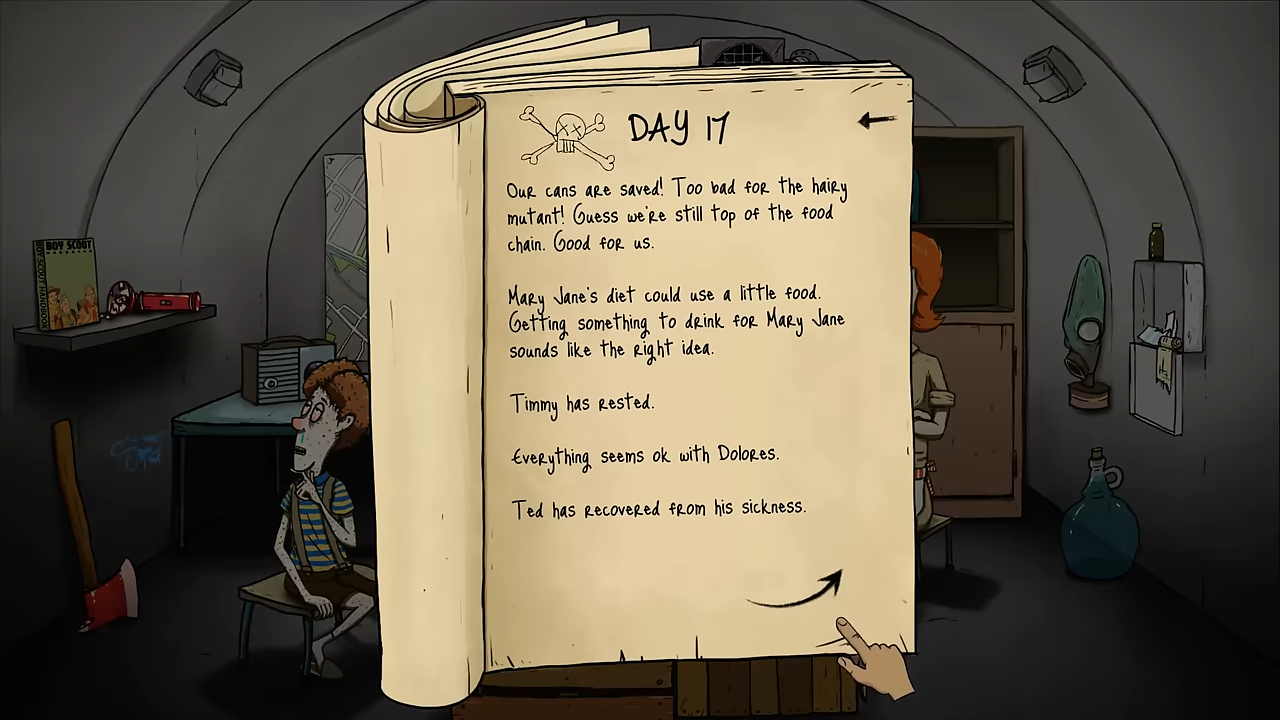 DAY 17
Our cans are saved! Too bad for the hairy
mutant! Guess we're still top of the food
chain. Good for us.
Mary Jane's diet could use a little food.
Getting something to drink for Mary Jane
sounds like the right idea.
Timmy has rested.
Everything seems ok with Dolores.
Ted has recovered from his sickness.
BOY SCOUT
BOY SCOUT HANDBOOK